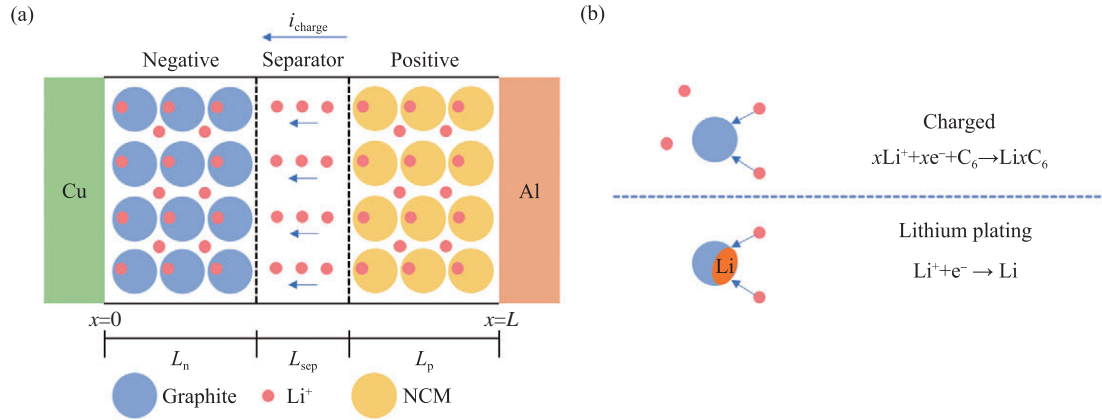 (a)
i_charge
Negative Separator Positive
Cu
Al
x=0
x=L
L_n L_sep L_p
Graphite Li⁺ NCM
(b)
Charged
xLi⁺+xe⁻+C₆→LixC₆
Lithium plating
Li
Li⁺+e⁻ → Li